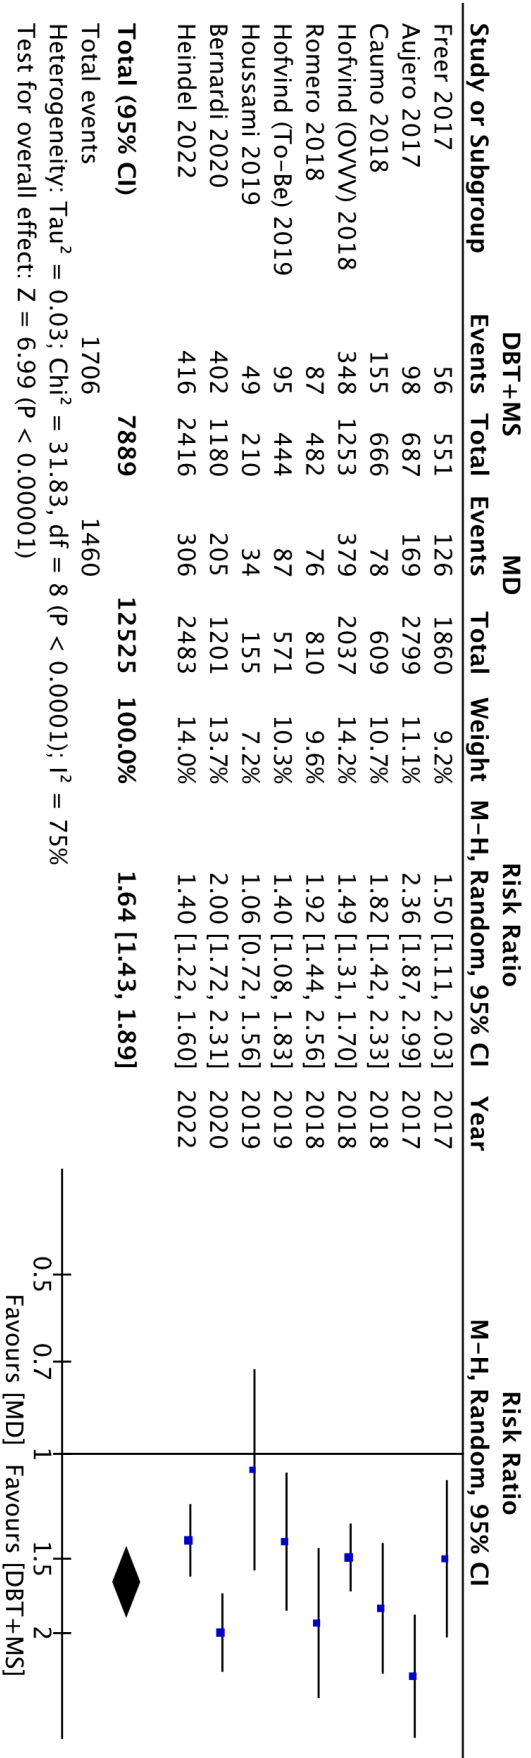 DBT+MS MD Risk Ratio Risk Ratio
Study or Subgroup Events Total Events Total Weight M-H, Random, 95% CI Year M-H, Random, 95% CI
Freer 2017 56 551 126 1860 9.2% 1.50 [1.11, 2.03] 2017
Aujero 2017 98 687 169 2799 11.1% 2.36 [1.87, 2.99] 2017
Caumo 2018 155 666 78 609 10.7% 1.82 [1.42, 2.33] 2018
Hofvind (OVVV) 2018 348 1253 379 2037 14.2% 1.49 [1.31, 1.70] 2018
Romero 2018 87 482 76 810 9.6% 1.92 [1.44, 2.56] 2018
Hofvind (To-Be) 2019 95 444 87 571 10.3% 1.40 [1.08, 1.83] 2019
Houssami 2019 49 210 34 155 7.2% 1.06 [0.72, 1.56] 2019
Bernardi 2020 402 1180 205 1201 13.7% 2.00 [1.72, 2.31] 2020
Heindel 2022 416 2416 306 2483 14.0% 1.40 [1.22, 1.60] 2022
Total (95% CI) 7889 12525 100.0% 1.64 [1.43, 1.89]
Total events 1706 1460
Heterogeneity: Tau² = 0.03; Chi² = 31.83, df = 8 (P < 0.0001); I² = 75%
Test for overall effect: Z = 6.99 (P < 0.00001)
0.5 0.7 1 1.5 2
Favours [MD] Favours [DBT+MS]